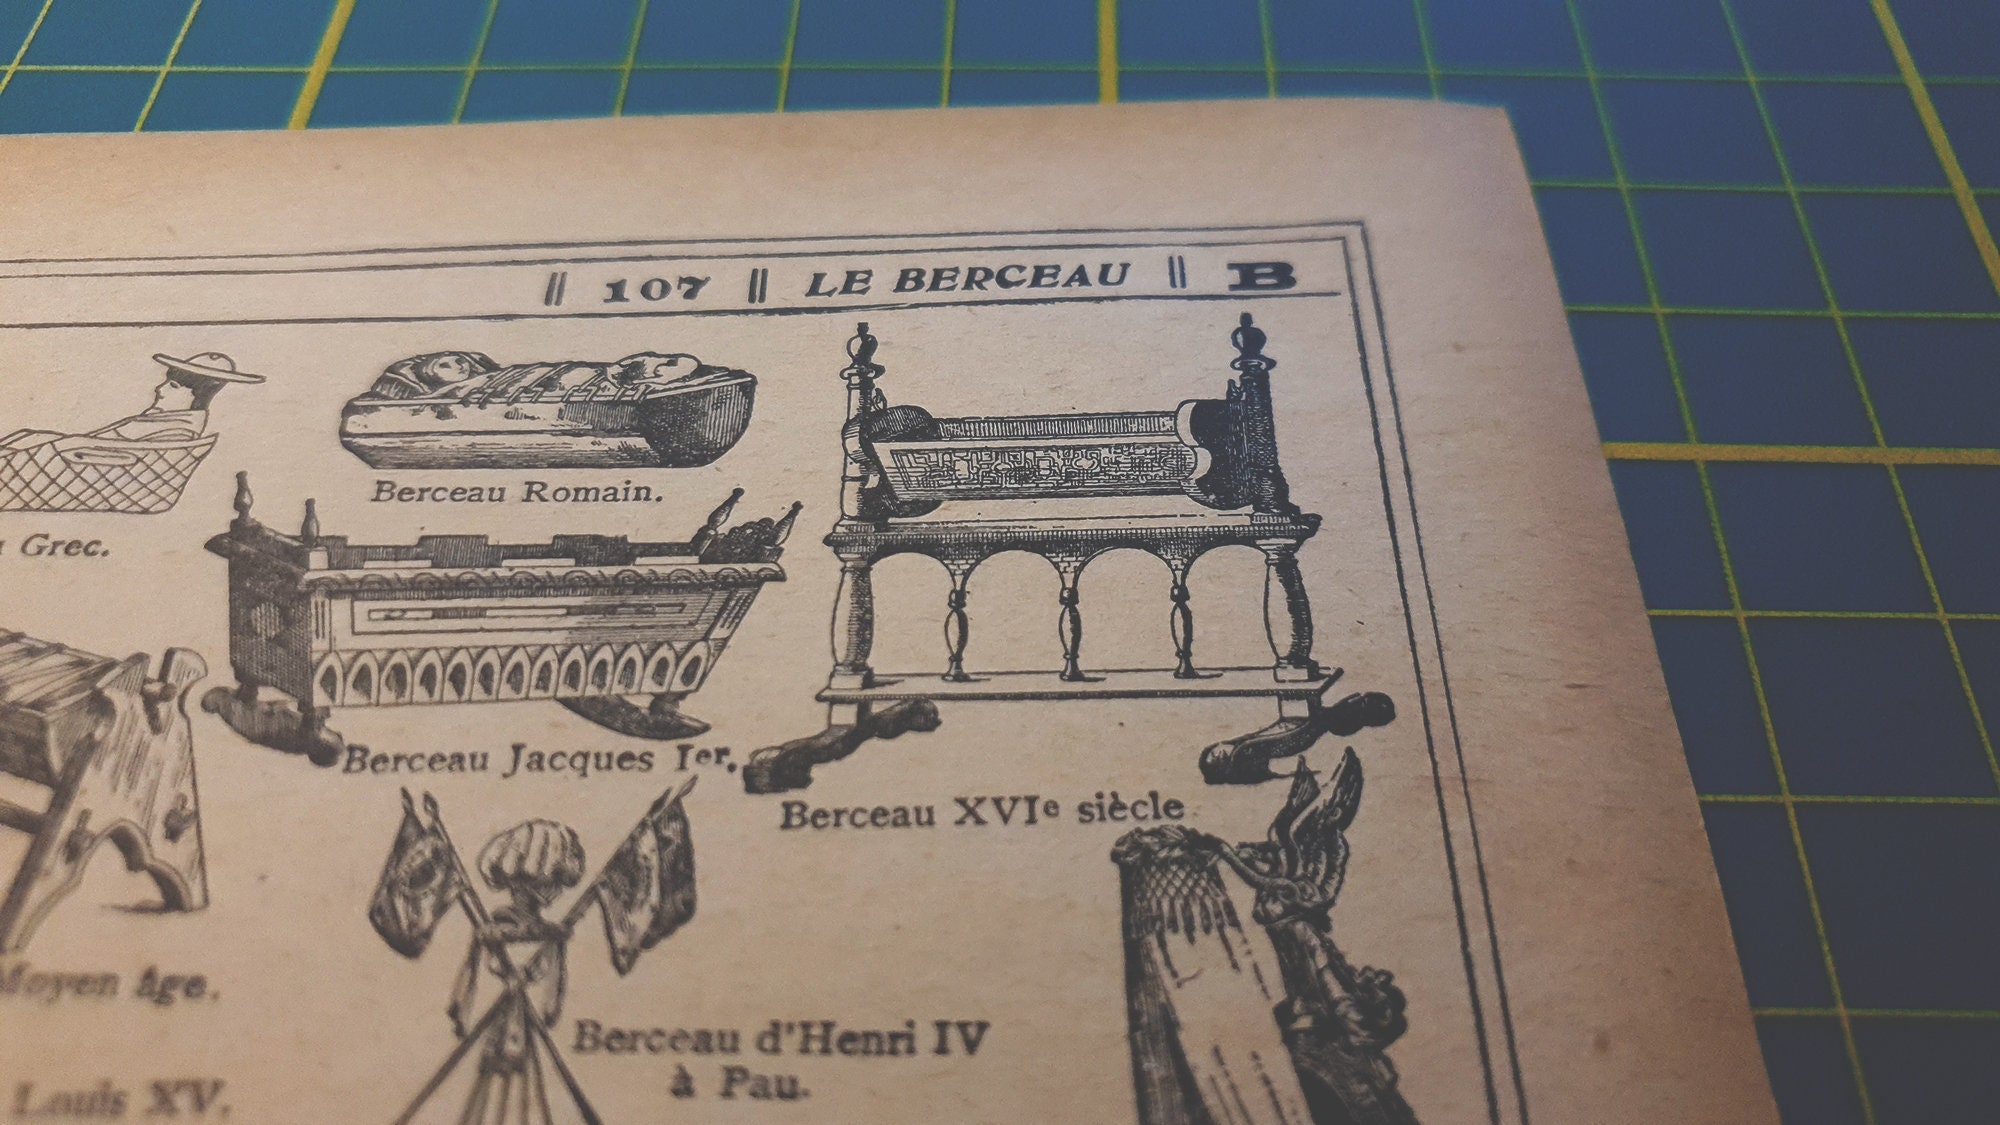 107 LE BERCEAU B
Berceau Romain.
Grec.
Berceau Jacques Ier.
Berceau XVIe siècle
Moyen âge.
Berceau d'Henri IV
à Pau.
Louis XV.